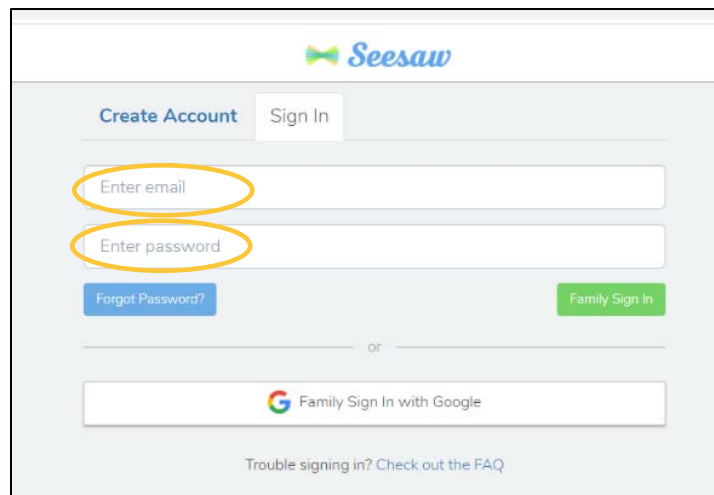 Seesaw
Create Account Sign In
Enter email
Enter password
Forgot Password? Family Sign In
or
Family Sign In with Google
Trouble signing in? Check out the FAQ